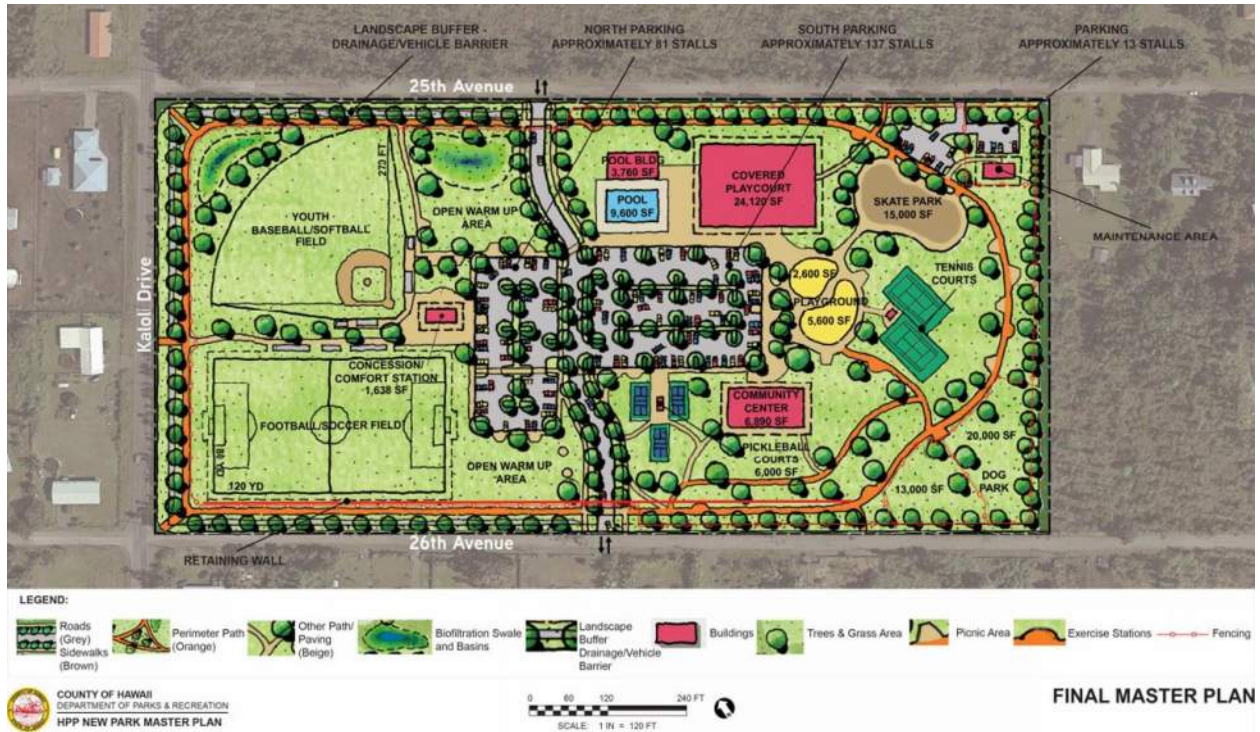 LANDSCAPE BUFFER -
DRAINAGE/VEHICLE BARRIER
NORTH PARKING
APPROXIMATELY 81 STALLS
SOUTH PARKING
APPROXIMATELY 137 STALLS
PARKING
APPROXIMATELY 13 STALLS
25th Avenue
270 FT
POOL BLDG
3,760 SF
COVERED
PLAYCOURT
24,120 SF
POOL
9,600 SF
SKATE PARK
15,000 SF
YOUTH
BASEBALL/SOFTBALL
FIELD
OPEN WARM UP
AREA
MAINTENANCE AREA
Kaloli Drive
2,600 SF
PLAYGROUND
5,600 SF
TENNIS
COURTS
CONCESSION/
COMFORT STATION
1,638 SF
FOOTBALL/SOCCER FIELD
COMMUNITY
CENTER
6,890 SF
80 YD
120 YD
OPEN WARM UP
AREA
PICKLEBALL
COURTS
6,000 SF
20,000 SF
DOG
PARK
13,000 SF
26th Avenue
RETAINING WALL
LEGEND:
Roads
(Grey)
Sidewalks
(Brown)
Perimeter Path
(Orange)
Other Path/
Paving
(Beige)
Biofiltration Swale
and Basins
Landscape
Buffer
Drainage/Vehicle
Barrier
Buildings
Trees & Grass Area
Picnic Area
Exercise Stations
Fencing
COUNTY OF HAWAII
DEPARTMENT OF PARKS & RECREATION
HPP NEW PARK MASTER PLAN
0 60 120 240 FT
SCALE: 1 IN = 120 FT
FINAL MASTER PLAN